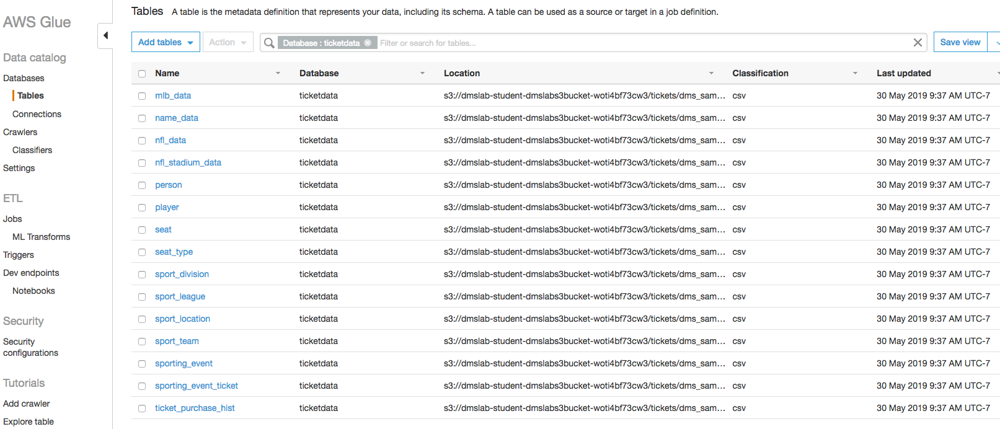 AWS Glue
Data catalog
Databases
Tables
Connections
Crawlers
Classifiers
Settings
ETL
Jobs
ML Transforms
Triggers
Dev endpoints
Notebooks
Security
Security
configurations
Tutorials
Add crawler
Explore table
Tables A table is the metadata definition that represents your data, including its schema. A table can be used as a source or target in a job definition.
Add tables Action Database : ticketdata Filter or search for tables... Save view
Name Database Location Classification Last updated
mlb_data ticketdata s3://dmslab-student-dmslabs3bucket-woti4bf73cw3/tickets/dms_sam... csv 30 May 2019 9:37 AM UTC-7
name_data ticketdata s3://dmslab-student-dmslabs3bucket-woti4bf73cw3/tickets/dms_sam... csv 30 May 2019 9:37 AM UTC-7
nfl_data ticketdata s3://dmslab-student-dmslabs3bucket-woti4bf73cw3/tickets/dms_sam... csv 30 May 2019 9:37 AM UTC-7
nfl_stadium_data ticketdata s3://dmslab-student-dmslabs3bucket-woti4bf73cw3/tickets/dms_sam... csv 30 May 2019 9:37 AM UTC-7
person ticketdata s3://dmslab-student-dmslabs3bucket-woti4bf73cw3/tickets/dms_sam... csv 30 May 2019 9:37 AM UTC-7
player ticketdata s3://dmslab-student-dmslabs3bucket-woti4bf73cw3/tickets/dms_sam... csv 30 May 2019 9:37 AM UTC-7
seat ticketdata s3://dmslab-student-dmslabs3bucket-woti4bf73cw3/tickets/dms_sam... csv 30 May 2019 9:37 AM UTC-7
seat_type ticketdata s3://dmslab-student-dmslabs3bucket-woti4bf73cw3/tickets/dms_sam... csv 30 May 2019 9:37 AM UTC-7
sport_division ticketdata s3://dmslab-student-dmslabs3bucket-woti4bf73cw3/tickets/dms_sam... csv 30 May 2019 9:37 AM UTC-7
sport_league ticketdata s3://dmslab-student-dmslabs3bucket-woti4bf73cw3/tickets/dms_sam... csv 30 May 2019 9:37 AM UTC-7
sport_location ticketdata s3://dmslab-student-dmslabs3bucket-woti4bf73cw3/tickets/dms_sam... csv 30 May 2019 9:37 AM UTC-7
sport_team ticketdata s3://dmslab-student-dmslabs3bucket-woti4bf73cw3/tickets/dms_sam... csv 30 May 2019 9:37 AM UTC-7
sporting_event ticketdata s3://dmslab-student-dmslabs3bucket-woti4bf73cw3/tickets/dms_sam... csv 30 May 2019 9:37 AM UTC-7
sporting_event_ticket ticketdata s3://dmslab-student-dmslabs3bucket-woti4bf73cw3/tickets/dms_sam... csv 30 May 2019 9:37 AM UTC-7
ticket_purchase_hist ticketdata s3://dmslab-student-dmslabs3bucket-woti4bf73cw3/tickets/dms_sam... csv 30 May 2019 9:37 AM UTC-7